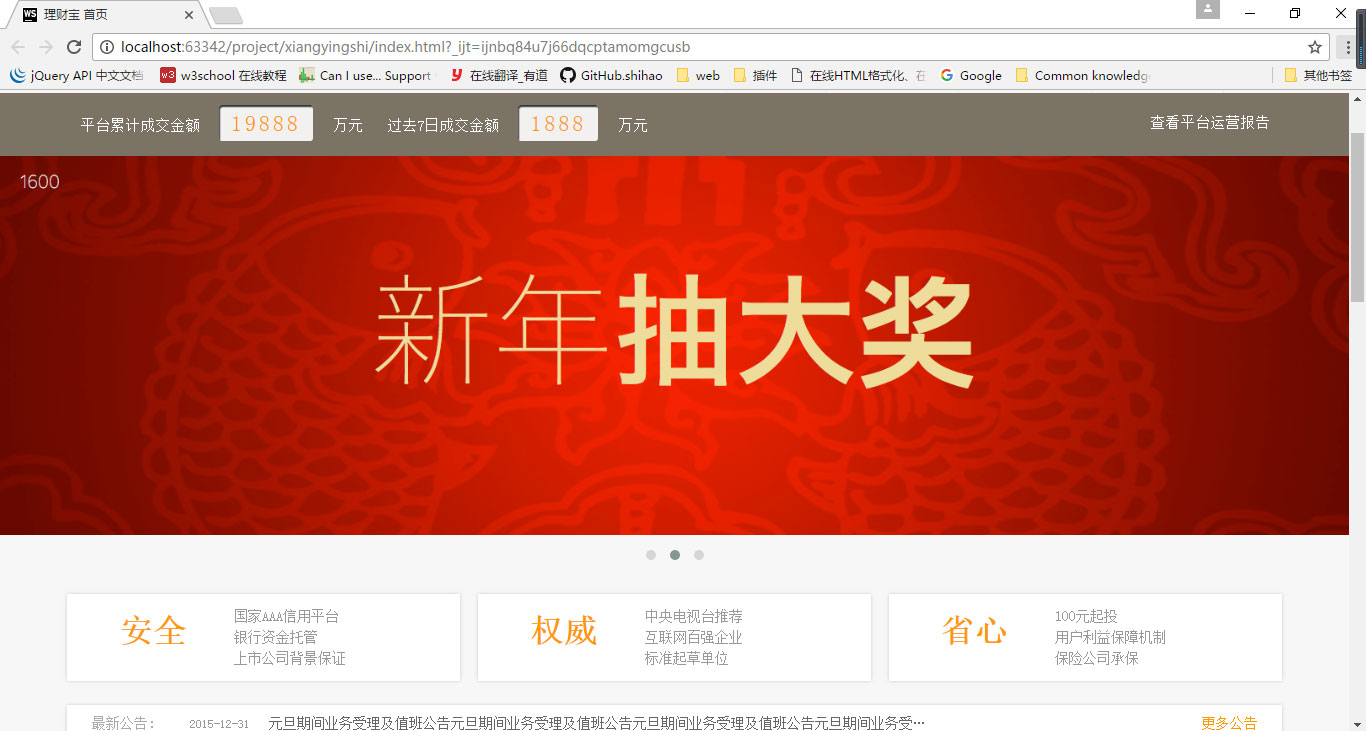 理财宝 首页
localhost:63342/project/xiangyingshi/index.html?_ijt=ijnbq84u7j66dqcptamomgcusb
jQuery API 中文文档 w3school 在线教程 Can I use... Support 在线翻译_有道 GitHub.shihao web 插件 在线HTML格式化、在 Google Common knowledg 其他书签
平台累计成交金额 19888 万元 过去7日成交金额 1888 万元 查看平台运营报告
1600
新年抽大奖
安全
国家AAA信用平台
银行资金托管
上市公司背景保证
权威
中央电视台推荐
互联网百强企业
标准起草单位
省心
100元起投
用户利益保障机制
保险公司承保
最新公告: 2015-12-31 元旦期间业务受理及值班公告元旦期间业务受理及值班公告元旦期间业务受理及值班公告元旦期间业务受… 更多公告